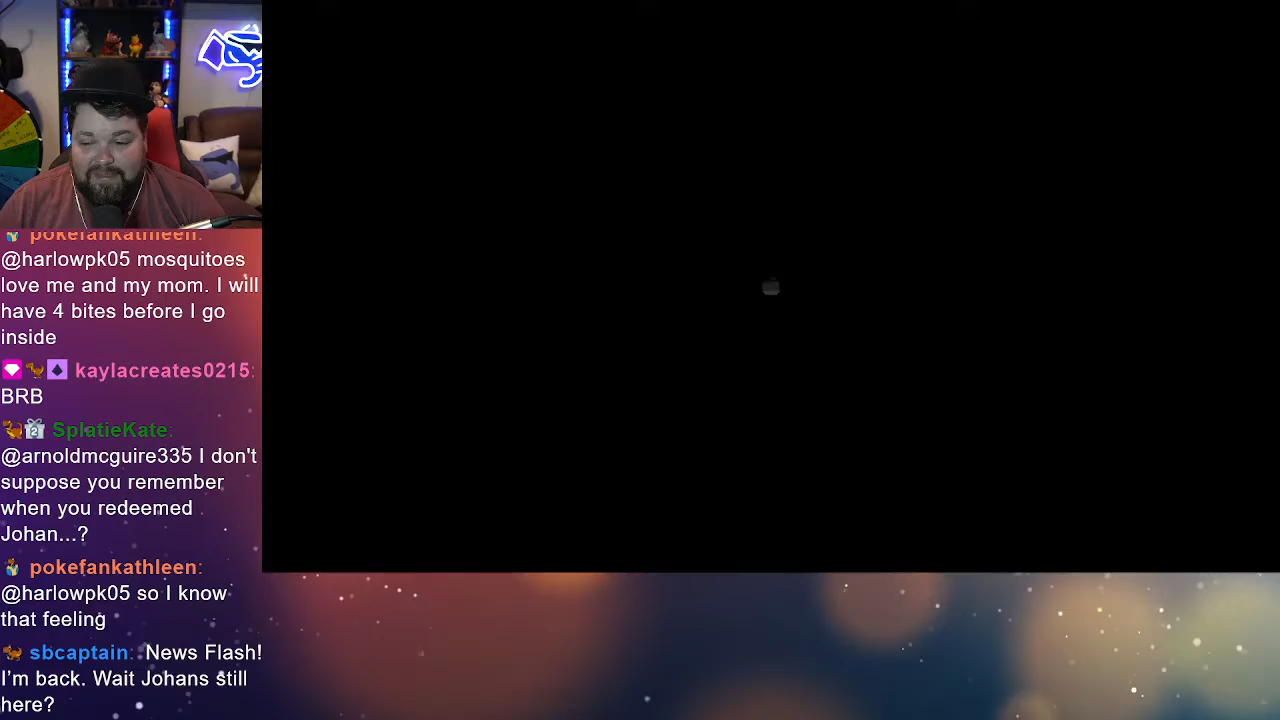 pokefankathleen:
@harlowpk05 mosquitoes
love me and my mom. I will
have 4 bites before I go
inside
kaylacreates0215:
BRB
2 SplatieKate:
@arnoldmcguire335 I don't
suppose you remember
when you redeemed
Johan...?
pokefankathleen:
@harlowpk05 so I know
that feeling
sbcaptain: News Flash!
I’m back. Wait Johans still
here?